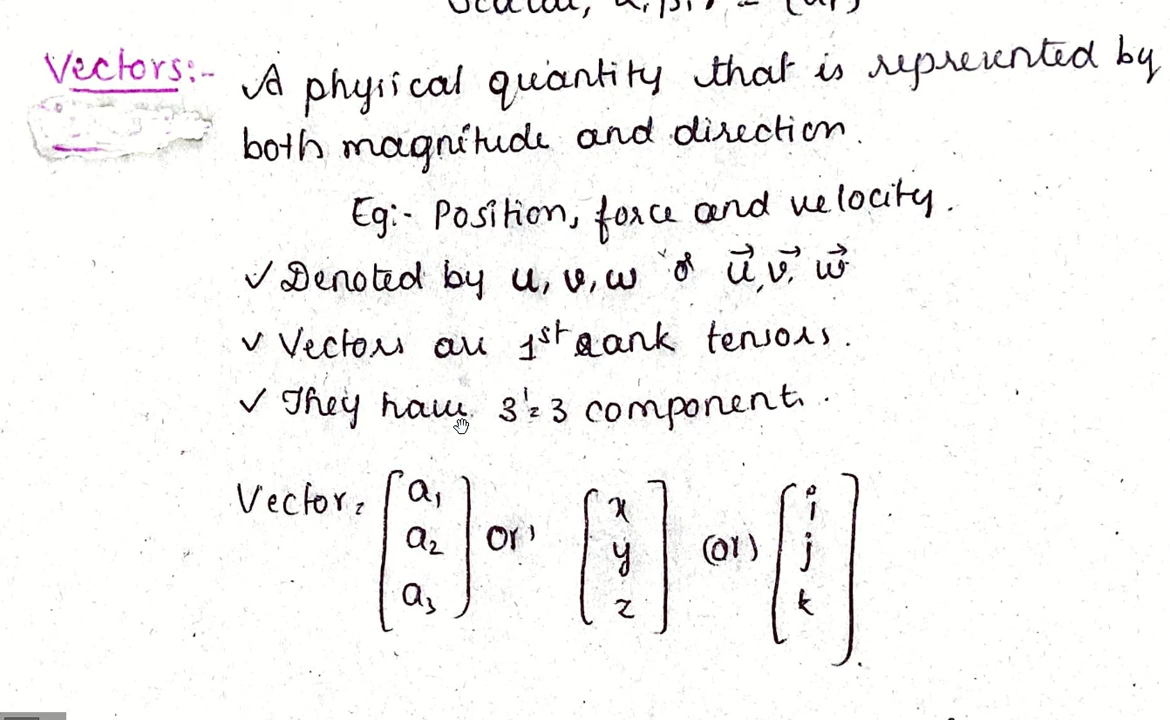 Vectors:- A physical quantity that is represented by
both magnitude and direction.
Eg:- Position, force and velocity.
✓ Denoted by u, v, w or u⃗, v⃗, w⃗
✓ Vectors are 1st rank tensors.
✓ They have 3¹ = 3 component.
Vector = [a₁ a₂ a₃] or [x y z] (or) [i j k]